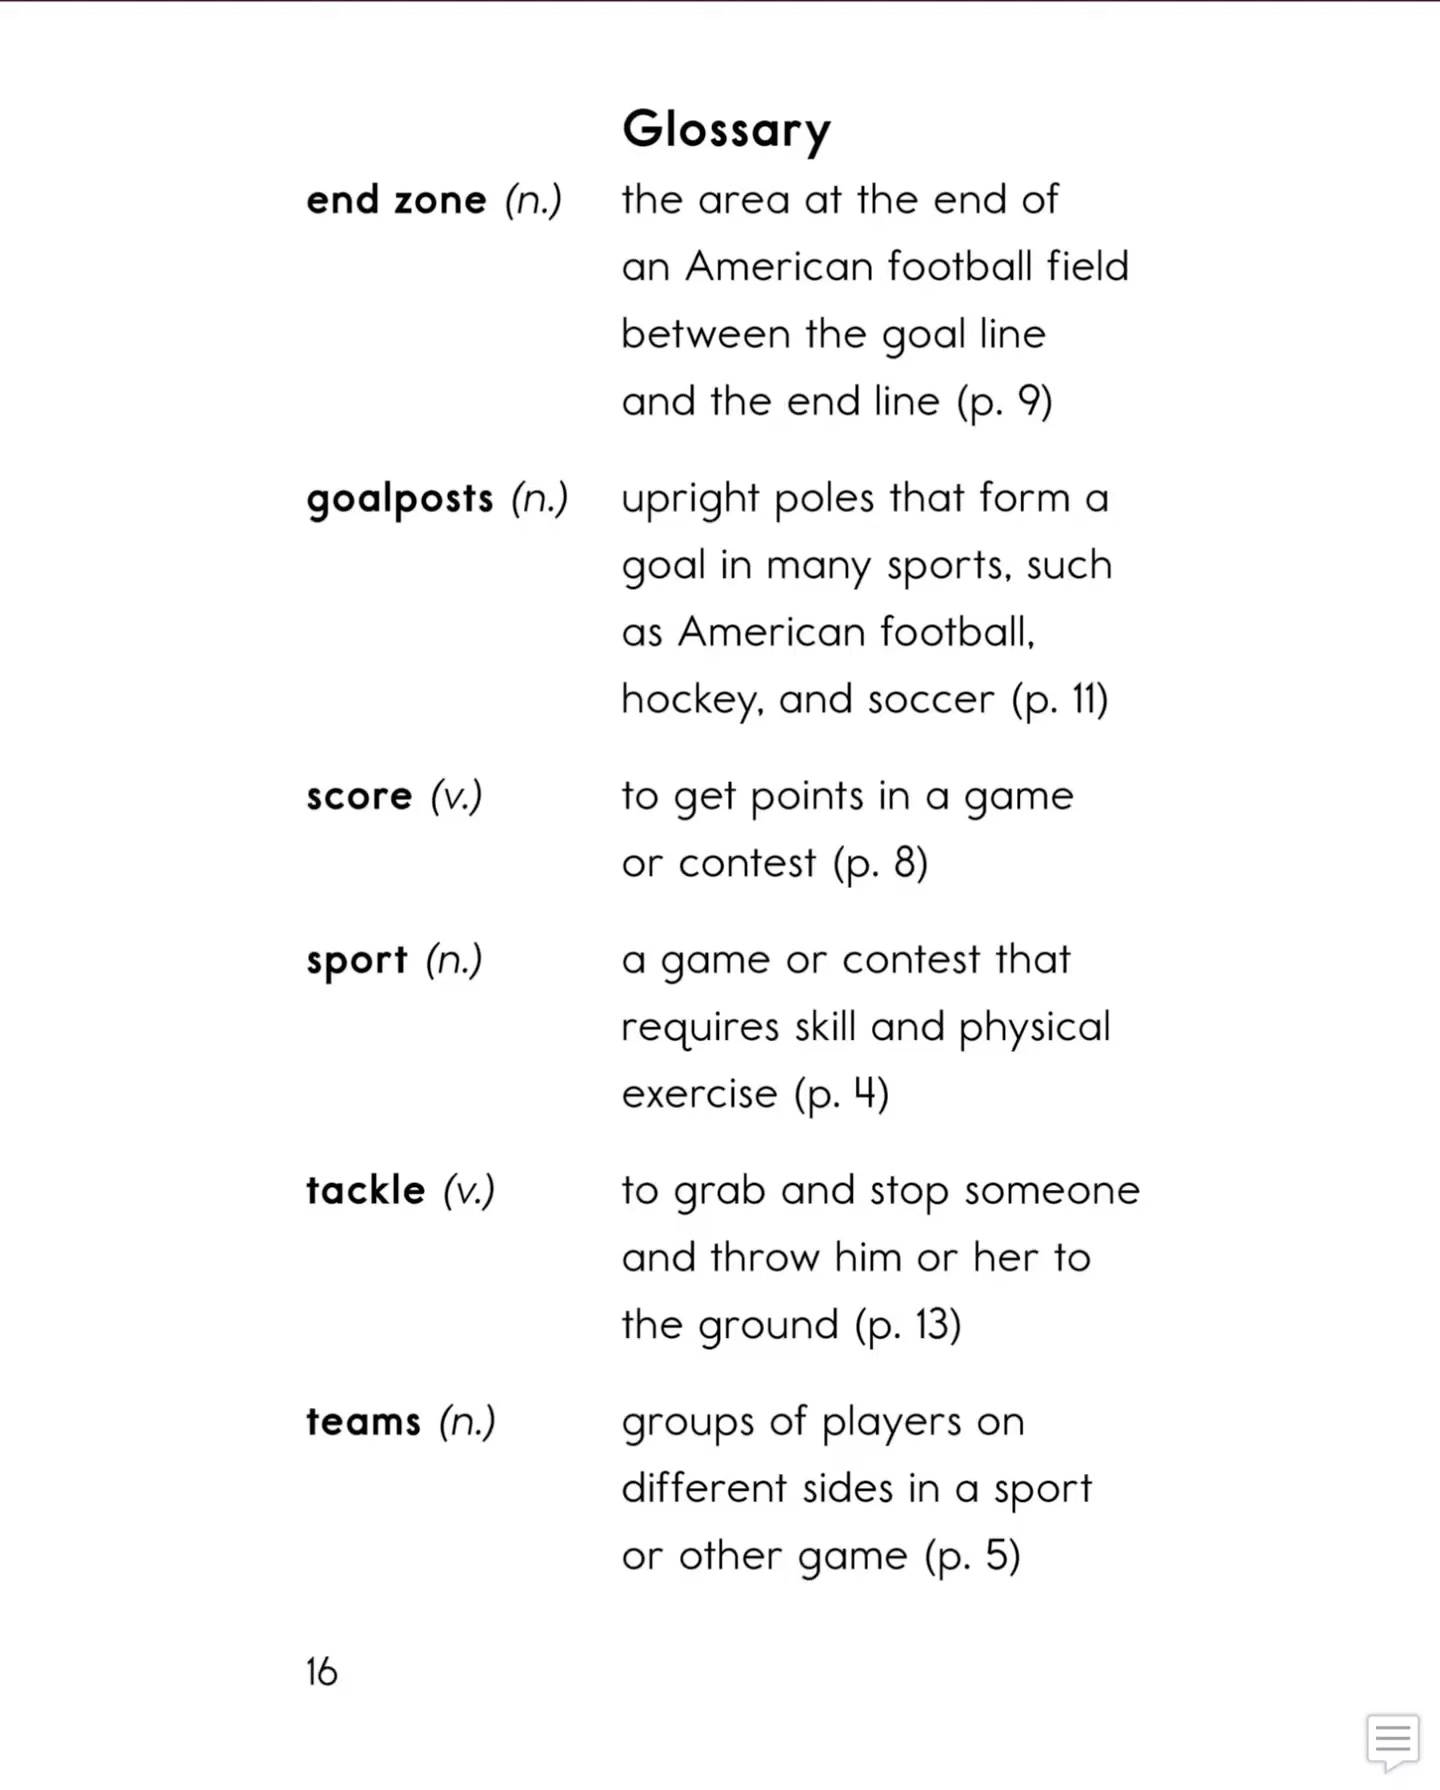 Glossary
end zone (n.) the area at the end of
an American football field
between the goal line
and the end line (p. 9)
goalposts (n.) upright poles that form a
goal in many sports, such
as American football,
hockey, and soccer (p. 11)
score (v.) to get points in a game
or contest (p. 8)
sport (n.) a game or contest that
requires skill and physical
exercise (p. 4)
tackle (v.) to grab and stop someone
and throw him or her to
the ground (p. 13)
teams (n.) groups of players on
different sides in a sport
or other game (p. 5)
16